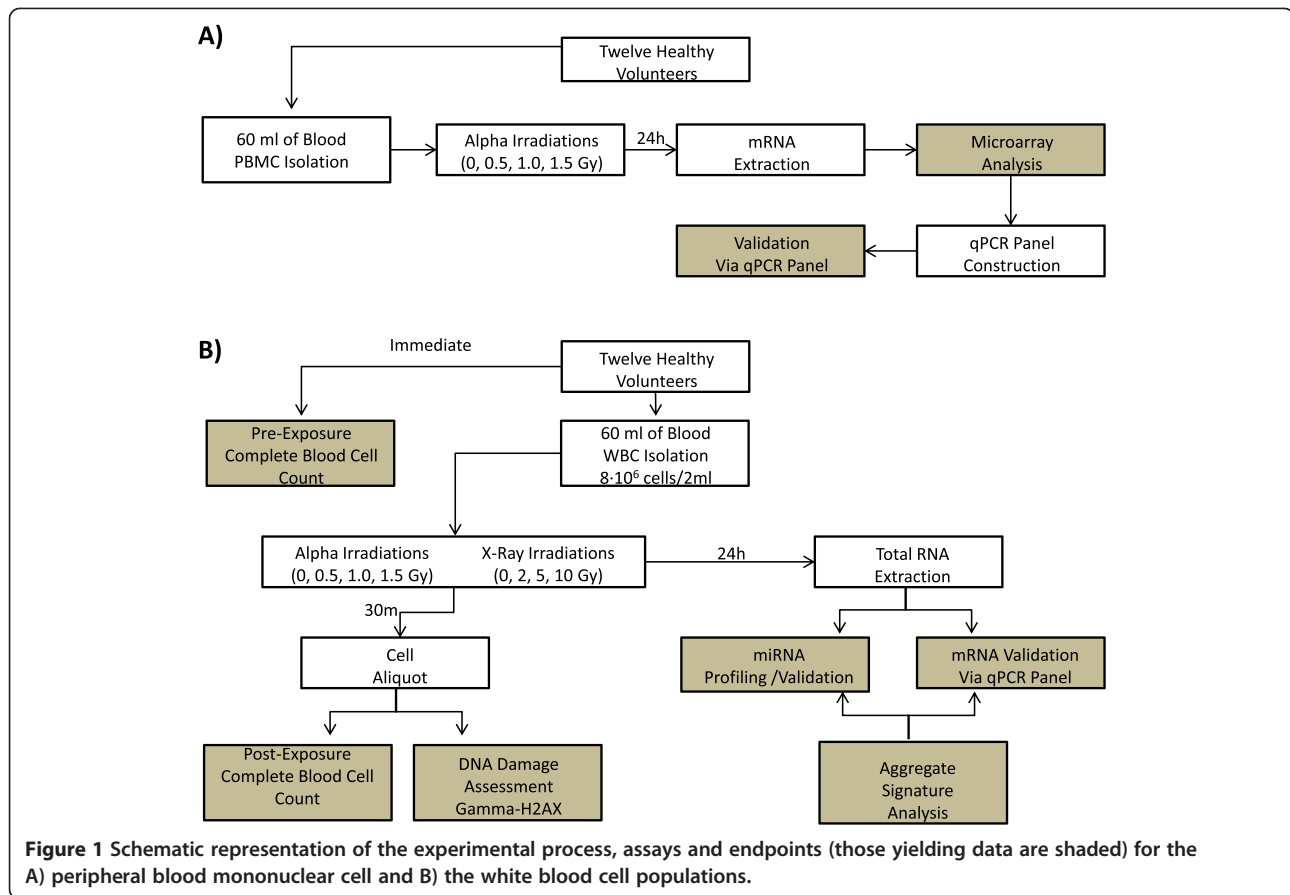 A)
Twelve Healthy
Volunteers
60 ml of Blood
PBMC Isolation
Alpha Irradiations
(0, 0.5, 1.0, 1.5 Gy)
24h
mRNA
Extraction
Microarray
Analysis
Validation
Via qPCR Panel
qPCR Panel
Construction
B)
Immediate
Twelve Healthy
Volunteers
Pre-Exposure
Complete Blood Cell
Count
60 ml of Blood
WBC Isolation
8·10⁶ cells/2ml
Alpha Irradiations
(0, 0.5, 1.0, 1.5 Gy)
X-Ray Irradiations
(0, 2, 5, 10 Gy)
24h
Total RNA
Extraction
30m
Cell
Aliquot
miRNA
Profiling /Validation
mRNA Validation
Via qPCR Panel
Post-Exposure
Complete Blood Cell
Count
DNA Damage
Assessment
Gamma-H2AX
Aggregate
Signature
Analysis
Figure 1 Schematic representation of the experimental process, assays and endpoints (those yielding data are shaded) for the
A) peripheral blood mononuclear cell and B) the white blood cell populations.